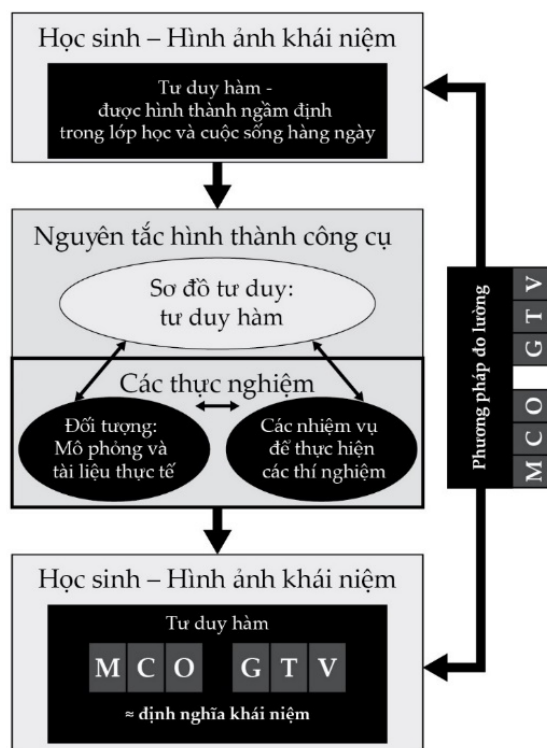 Học sinh – Hình ảnh khái niệm
Tư duy hàm -
được hình thành ngầm định
trong lớp học và cuộc sống hàng ngày
Nguyên tắc hình thành công cụ
Sơ đồ tư duy:
tư duy hàm
Các thực nghiệm
Đối tượng:
Mô phỏng và
tài liệu thực tế
Các nhiệm vụ
để thực hiện
các thí nghiệm
Học sinh – Hình ảnh khái niệm
Tư duy hàm
M C O G T V
≈ định nghĩa khái niệm
Phương pháp đo lường
M C O G T V